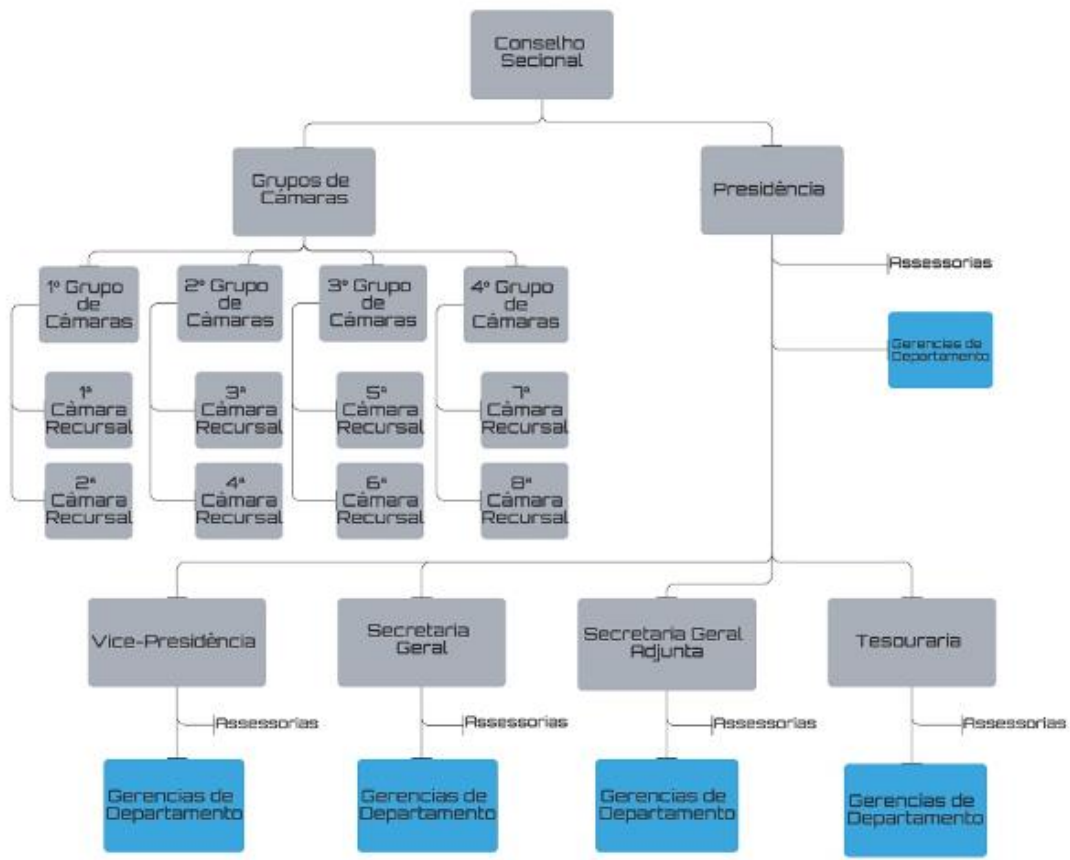 Conselho
Secional
Grupos de
Câmaras
Presidência
Assessorias
Gerencias de
Departamento
1º Grupo
de
Câmaras
2º Grupo
de
Câmaras
3º Grupo
de
Câmaras
4º Grupo
de
Câmaras
1ª
Câmara
Recursal
3ª
Câmara
Recursal
5ª
Câmara
Recursal
7ª
Câmara
Recursal
2ª
Câmara
Recursal
4ª
Câmara
Recursal
6ª
Câmara
Recursal
8ª
Câmara
Recursal
Vice-Presidência
Secretaria
Geral
Secretaria Geral
Adjunta
Tesouraria
Assessorias
Assessorias
Assessorias
Assessorias
Gerencias de
Departamento
Gerencias de
Departamento
Gerencias de
Departamento
Gerencias de
Departamento